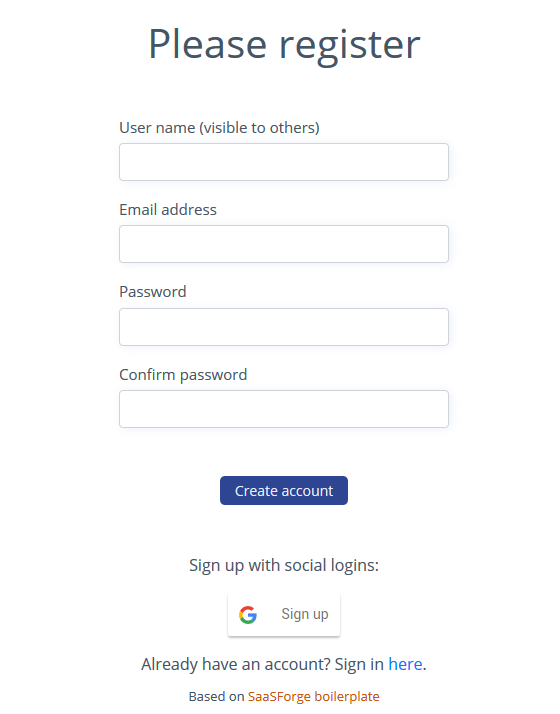 Please register
User name (visible to others)
Email address
Password
Confirm password
Create account
Sign up with social logins:
Sign up
Already have an account? Sign in here.
Based on SaaSForge boilerplate